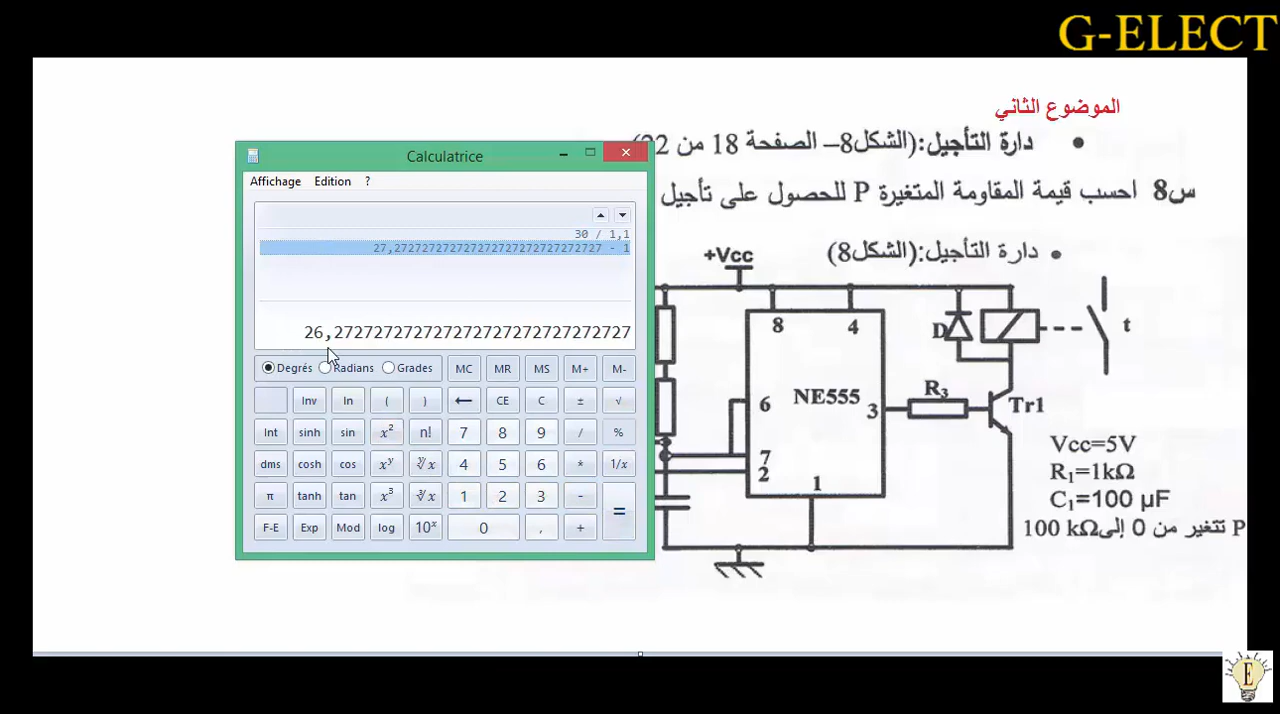 G-ELECT
الموضوع الثاني
دارة التأجيل:(الشكل8– الصفحة 18 من 22)
س8 احسب قيمة المقاومة المتغيرة P للحصول على تأجيل
دارة التأجيل:(الشكل8)
Calculatrice
Affichage Edition ?
30 / 1,1
27,272727272727272727272727272727 - 1
26,272727272727272727272727272727
Degrés Radians Grades MC MR MS M+ M-
Inv ln ( ) ← CE C ± √
Int sinh sin x² n! 7 8 9 / %
dms cosh cos xʸ ʸ√x 4 5 6 * 1/x
π tanh tan x³ ³√x 1 2 3 - =
F-E Exp Mod log 10ˣ 0 , +
+Vcc
8 4
D
t
6
NE555
3
R₃
Tr1
7
2
1
Vcc=5V
R₁=1kΩ
C₁=100 µF
P تتغير من 0 إلى 100 kΩ
E